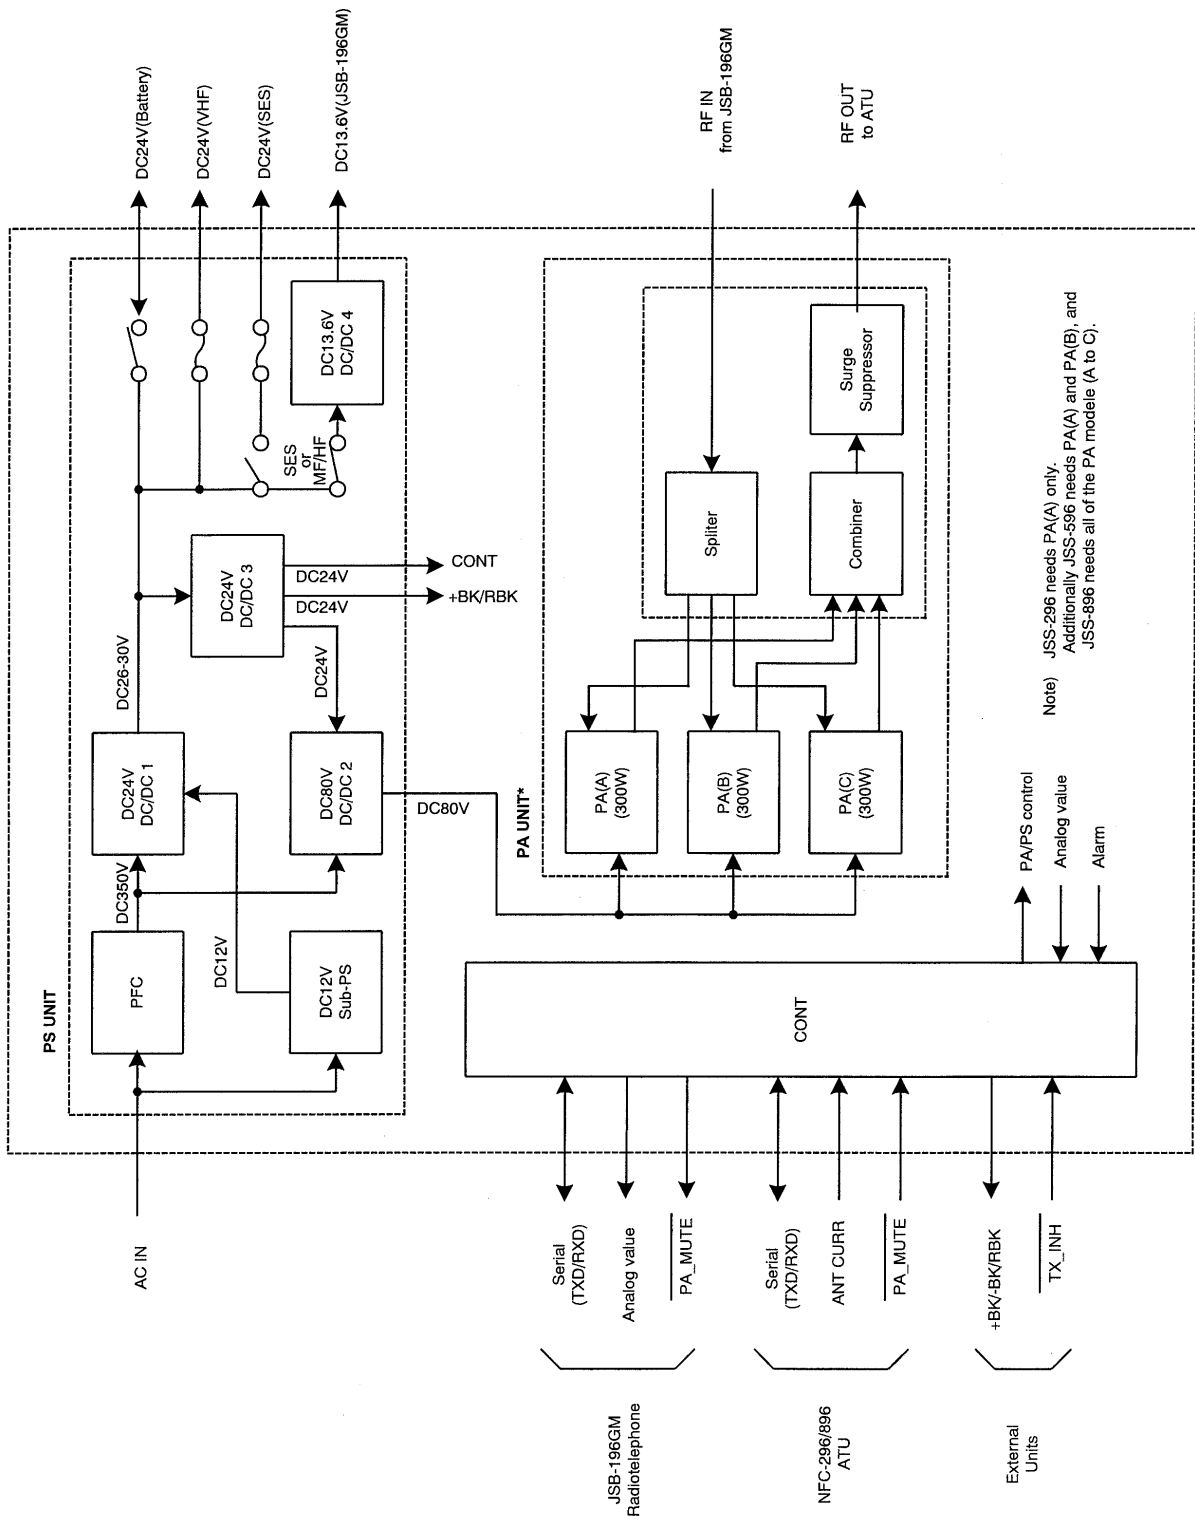 PS UNIT
AC IN
PFC
DC350V
DC24V
DC/DC 1
DC26-30V
DC12V
Sub-PS
DC12V
DC80V
DC/DC 2
DC24V
DC24V
DC/DC 3
DC24V
DC24V
CONT
+BK/RBK
SES
or
MF/HF
DC13.6V
DC/DC 4
DC24V(Battery)
DC24V(VHF)
DC24V(SES)
DC13.6V(JSB-196GM)
DC80V
PA UNIT*
PA(A)
(300W)
PA(B)
(300W)
PA(C)
(300W)
Spliter
Combiner
Surge
Suppressor
RF IN
from JSB-196GM
RF OUT
to ATU
CONT
PA/PS control
Analog value
Alarm
Serial
(TXD/RXD)
Analog value
PA_MUTE
JSB-196GM
Radiotelephone
Serial
(TXD/RXD)
ANT CURR
PA_MUTE
NFC-296/896
ATU
+BK/-BK/RBK
TX_INH
External
Units
Note) JSS-296 needs PA(A) only.
Additionally JSS-596 needs PA(A) and PA(B), and
JSS-896 needs all of the PA modele (A to C).